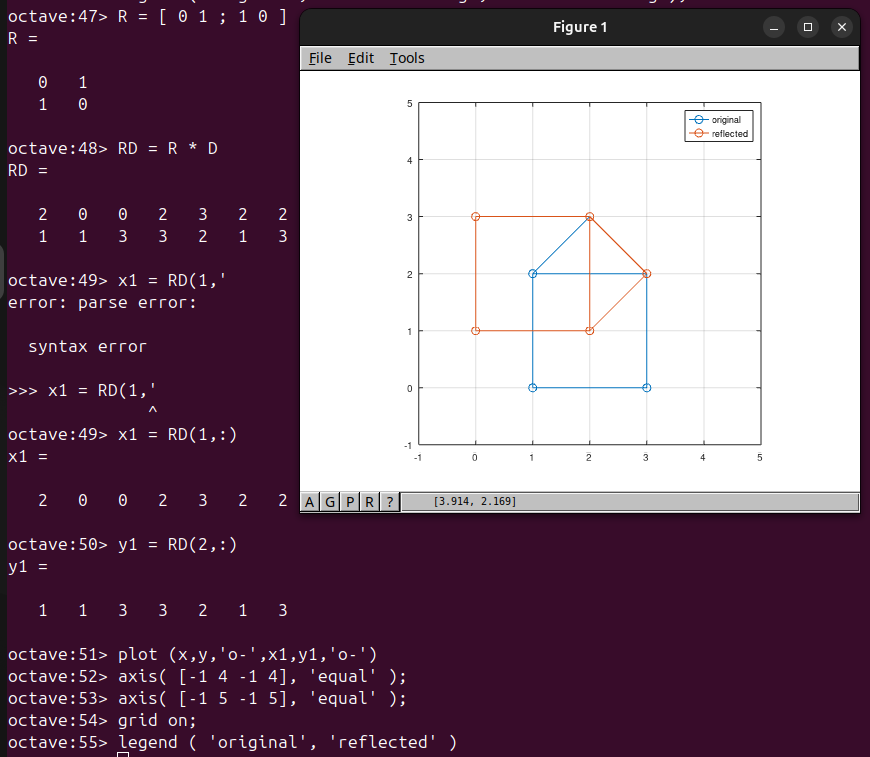 octave:47> R = [ 0 1 ; 1 0 ]
R =
0 1
1 0
octave:48> RD = R * D
RD =
2 0 0 2 3 2 2
1 1 3 3 2 1 3
octave:49> x1 = RD(1,'
error: parse error:
syntax error
>>> x1 = RD(1,'
^
octave:49> x1 = RD(1,:)
x1 =
2 0 0 2 3 2 2
octave:50> y1 = RD(2,:)
y1 =
1 1 3 3 2 1 3
octave:51> plot (x,y,'o-',x1,y1,'o-')
octave:52> axis( [-1 4 -1 4], 'equal' );
octave:53> axis( [-1 5 -1 5], 'equal' );
octave:54> grid on;
octave:55> legend ( 'original', 'reflected' )
Figure 1
File Edit Tools
original
reflected
5
4
3
2
1
0
-1
-1 0 1 2 3 4 5
A G P R ? [3.914, 2.169]